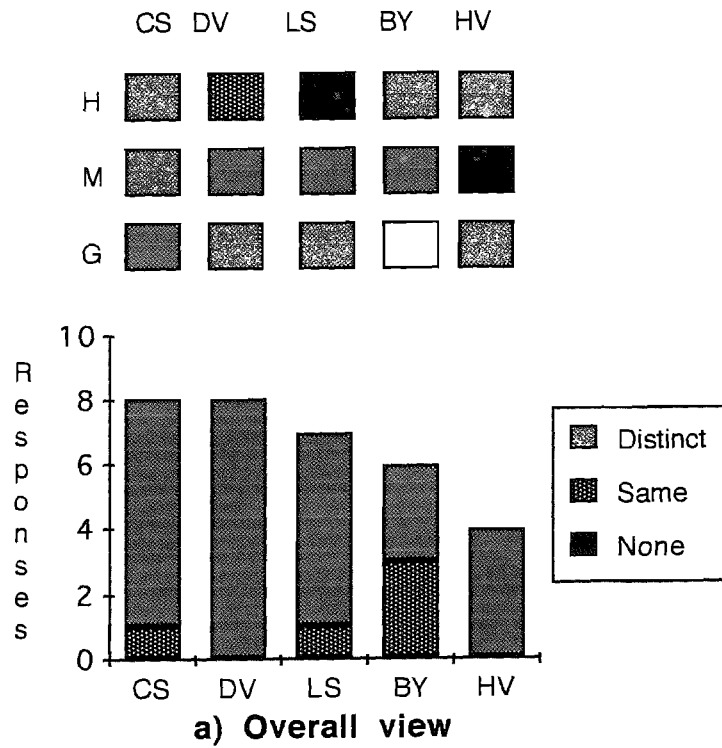 CS DV LS BY HV
H
M
G
Responses
10
8
6
4
2
0
CS DV LS BY HV
Distinct
Same
None
a) Overall view